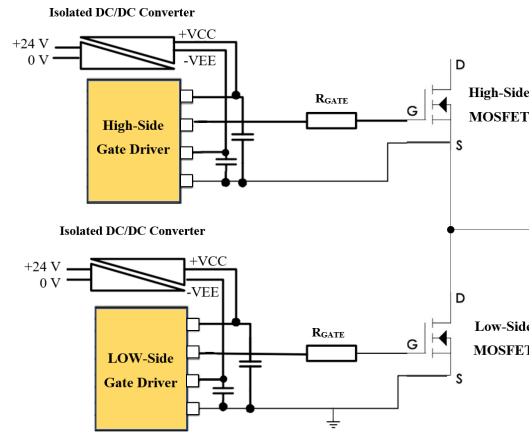 Isolated DC/DC Converter
+24 V
0 V
+VCC
-VEE
High-Side
Gate Driver
RGATE
D
G
S
High-Side
MOSFET
Isolated DC/DC Converter
+24 V
0 V
+VCC
-VEE
LOW-Side
Gate Driver
RGATE
D
G
S
Low-Side
MOSFET